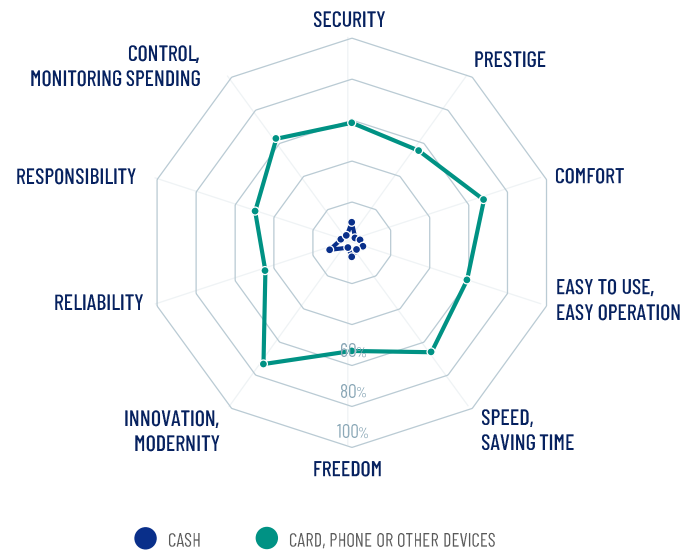 SECURITY
CONTROL,
MONITORING SPENDING
PRESTIGE
RESPONSIBILITY
COMFORT
RELIABILITY
EASY TO USE,
EASY OPERATION
60%
80%
INNOVATION,
MODERNITY
SPEED,
SAVING TIME
100%
FREEDOM
CASH
CARD, PHONE OR OTHER DEVICES